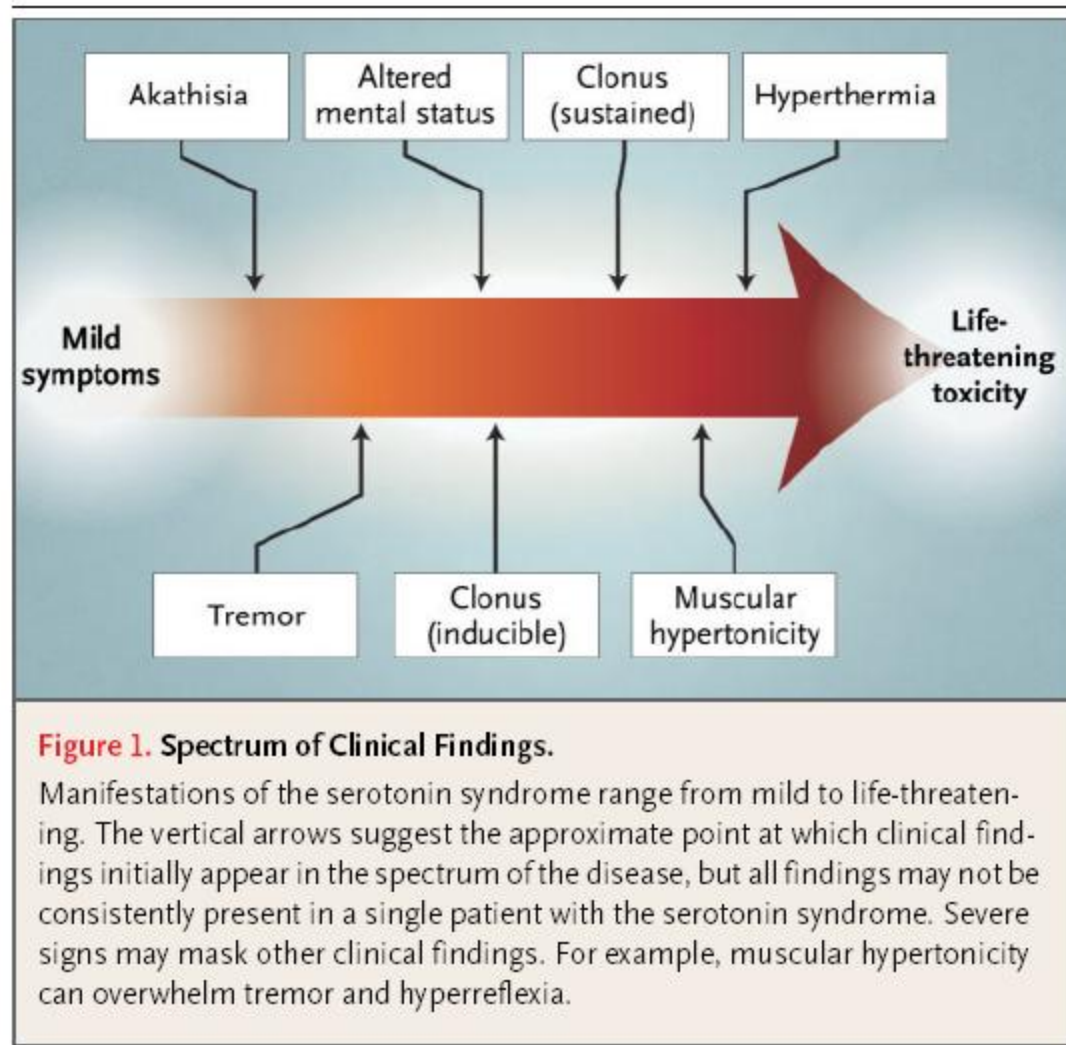 Akathisia
Altered
mental status
Clonus
(sustained)
Hyperthermia
Mild
symptoms
Life-
threatening
toxicity
Tremor
Clonus
(inducible)
Muscular
hypertonicity
Figure 1. Spectrum of Clinical Findings.
Manifestations of the serotonin syndrome range from mild to life-threaten-
ing. The vertical arrows suggest the approximate point at which clinical find-
ings initially appear in the spectrum of the disease, but all findings may not be
consistently present in a single patient with the serotonin syndrome. Severe
signs may mask other clinical findings. For example, muscular hypertonicity
can overwhelm tremor and hyperreflexia.